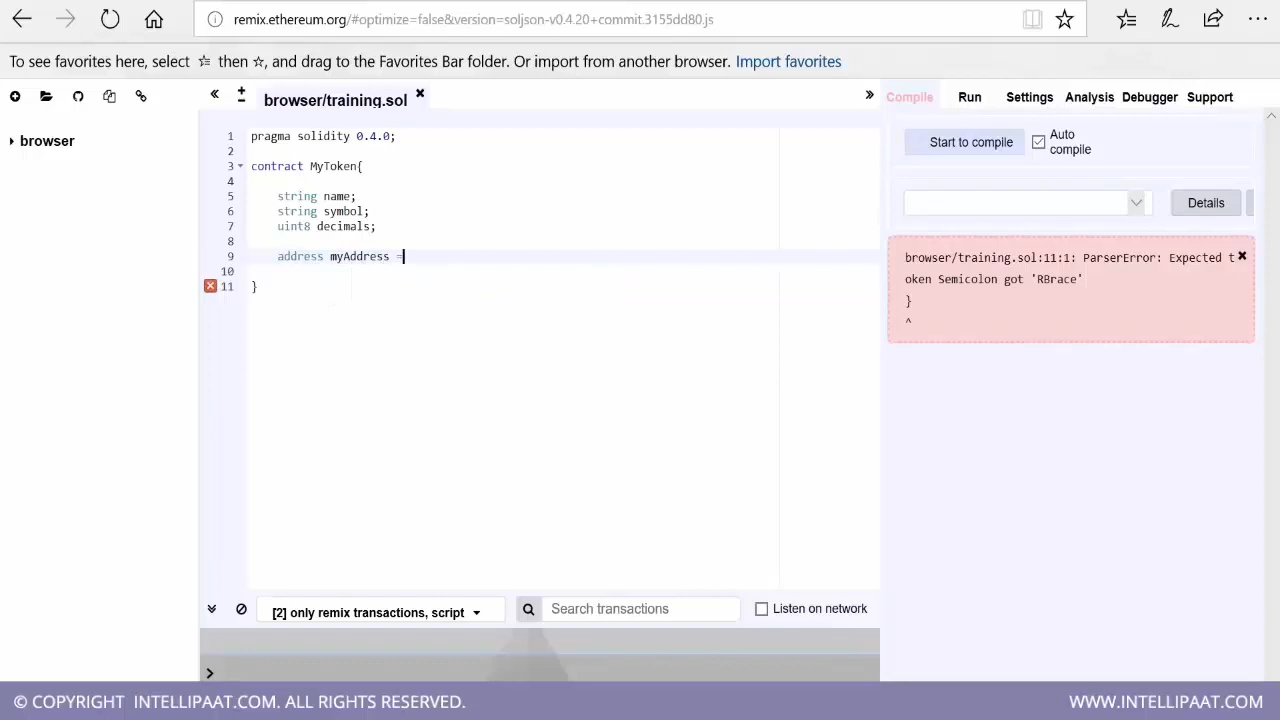 remix.ethereum.org/#optimize=false&version=soljson-v0.4.20+commit.3155dd80.js
To see favorites here, select then , and drag to the Favorites Bar folder. Or import from another browser. Import favorites
browser
browser/training.sol
1 pragma solidity 0.4.0;
2
3 contract MyToken{
4
5 string name;
6 string symbol;
7 uint8 decimals;
8
9 address myAddress =
10
11 }
[2] only remix transactions, script
Search transactions
Listen on network
>
Compile Run Settings Analysis Debugger Support
Start to compile
Auto compile
Details
browser/training.sol:11:1: ParserError: Expected t
oken Semicolon got 'RBrace'
}
^
© COPYRIGHT INTELLIPAAT.COM. ALL RIGHTS RESERVED.
WWW.INTELLIPAAT.COM